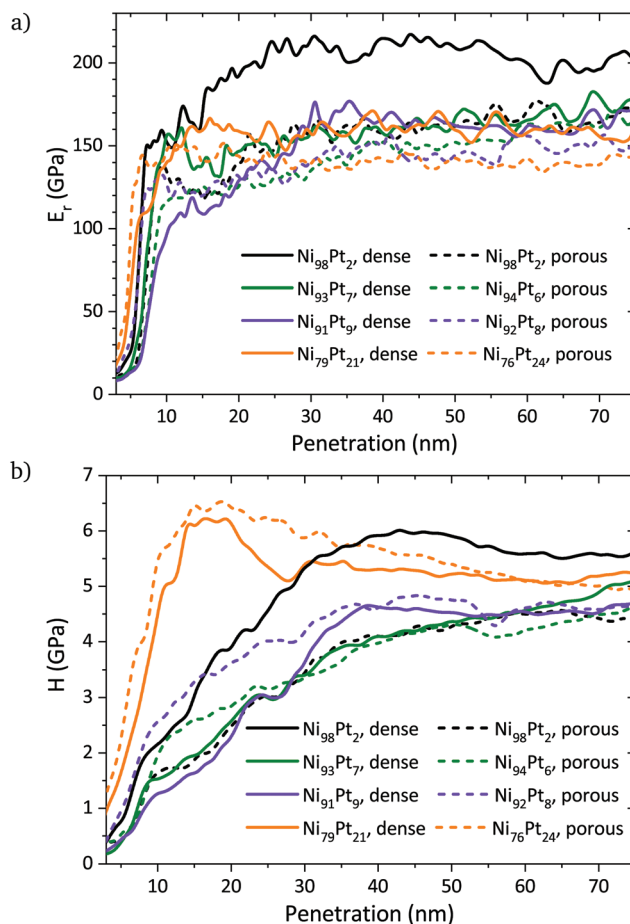 a)
200
150
100
50
0
E_r (GPa)
Ni₉₈Pt₂, dense
Ni₉₈Pt₂, porous
Ni₉₃Pt₇, dense
Ni₉₄Pt₆, porous
Ni₉₁Pt₉, dense
Ni₉₂Pt₈, porous
Ni₇₉Pt₂₁, dense
Ni₇₆Pt₂₄, porous
10 20 30 40 50 60 70
Penetration (nm)
b)
7
6
5
4
3
2
1
0
H (GPa)
Ni₉₈Pt₂, dense
Ni₉₈Pt₂, porous
Ni₉₃Pt₇, dense
Ni₉₄Pt₆, porous
Ni₉₁Pt₉, dense
Ni₉₂Pt₈, porous
Ni₇₉Pt₂₁, dense
Ni₇₆Pt₂₄, porous
10 20 30 40 50 60 70
Penetration (nm)